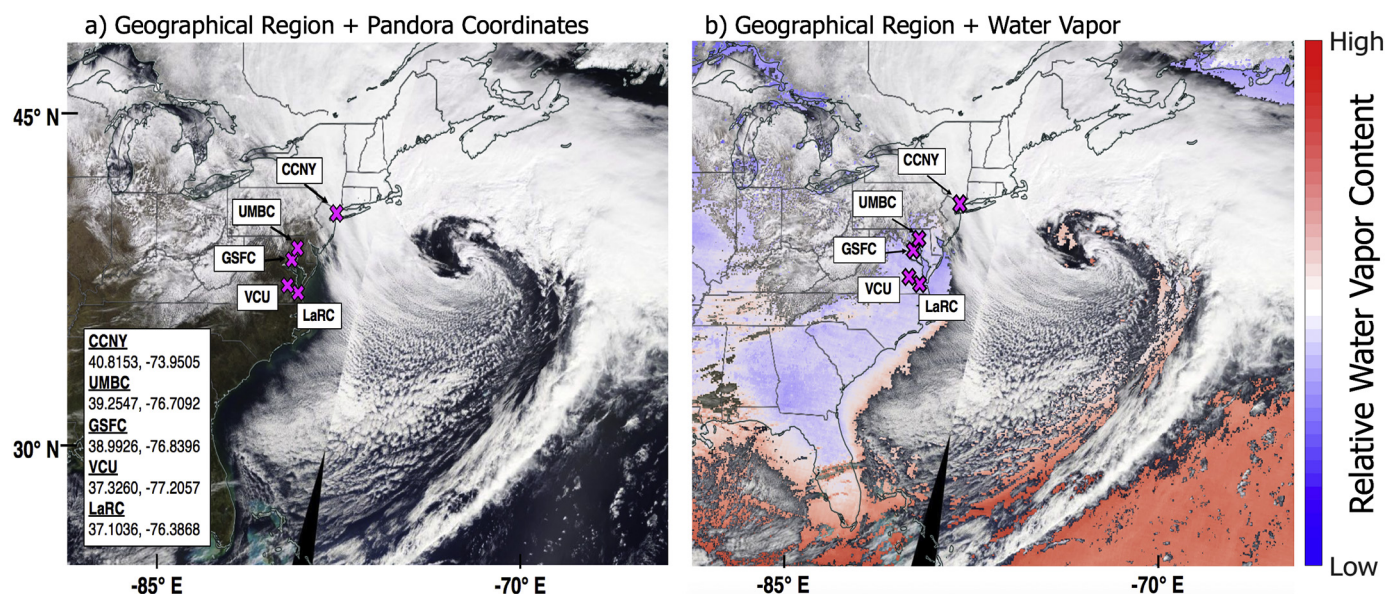 a) Geographical Region + Pandora Coordinates
45° N
30° N
CCNY
UMBC
GSFC
VCU
LaRC
CCNY
40.8153, -73.9505
UMBC
39.2547, -76.7092
GSFC
38.9926, -76.8396
VCU
37.3260, -77.2057
LaRC
37.1036, -76.3868
-85° E
-70° E
b) Geographical Region + Water Vapor
CCNY
UMBC
GSFC
VCU
LaRC
-85° E
-70° E
High
Relative Water Vapor Content
Low